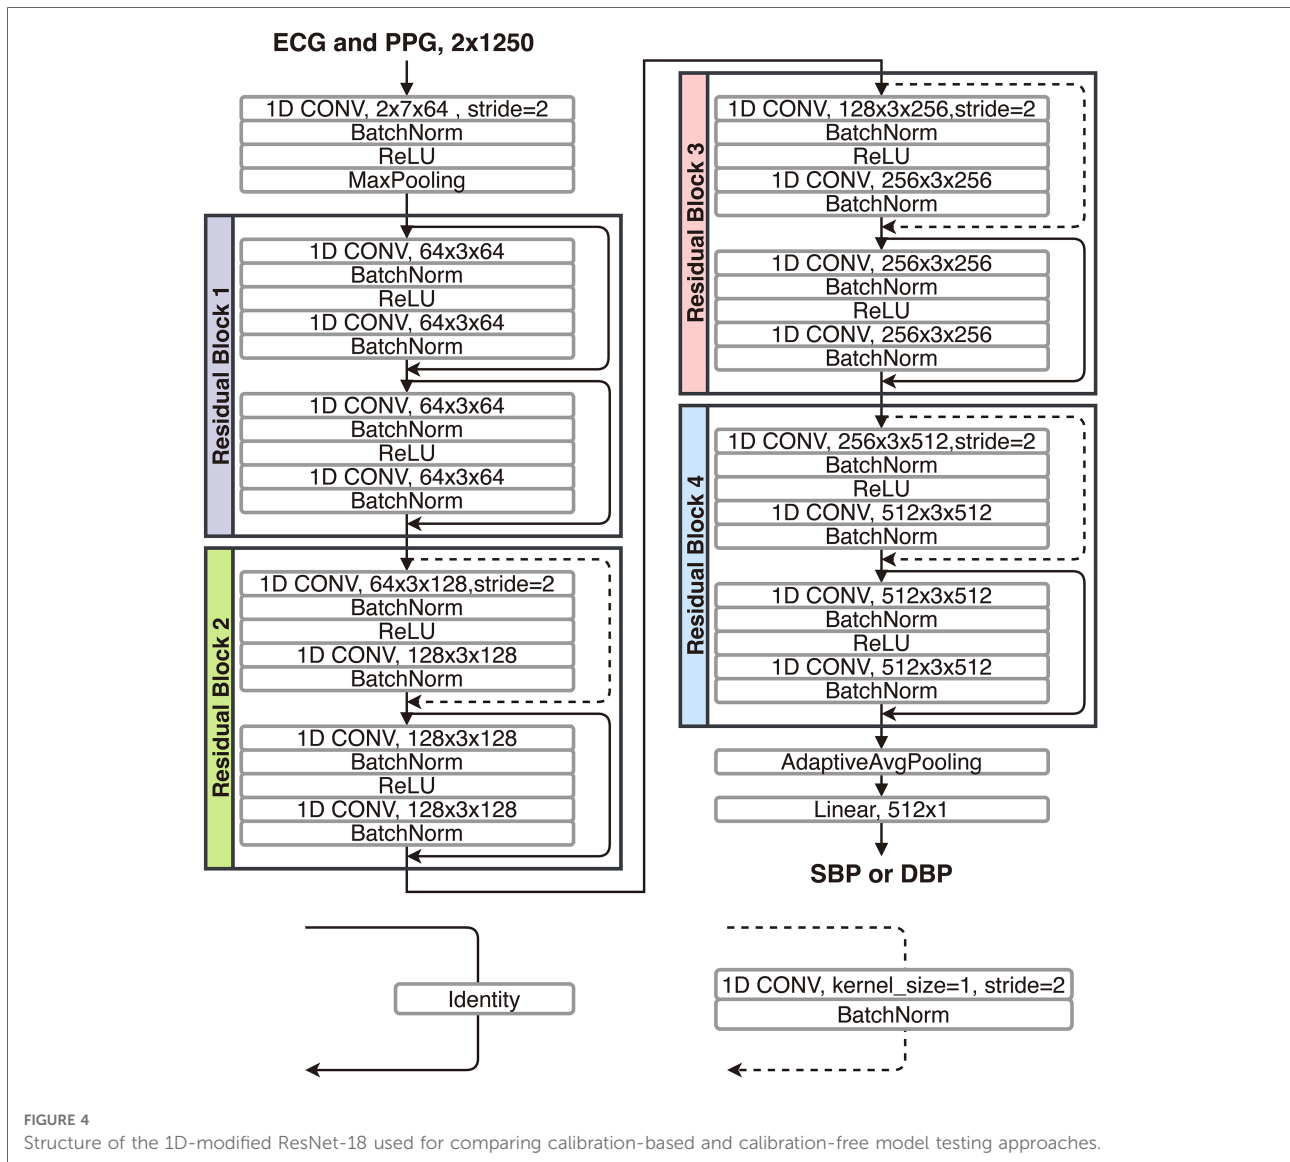 ECG and PPG, 2x1250
1D CONV, 2x7x64 , stride=2
BatchNorm
ReLU
MaxPooling
Residual Block 1
1D CONV, 64x3x64
BatchNorm
ReLU
1D CONV, 64x3x64
BatchNorm
1D CONV, 64x3x64
BatchNorm
ReLU
1D CONV, 64x3x64
BatchNorm
Residual Block 2
1D CONV, 64x3x128,stride=2
BatchNorm
ReLU
1D CONV, 128x3x128
BatchNorm
1D CONV, 128x3x128
BatchNorm
ReLU
1D CONV, 128x3x128
BatchNorm
Residual Block 3
1D CONV, 128x3x256,stride=2
BatchNorm
ReLU
1D CONV, 256x3x256
BatchNorm
1D CONV, 256x3x256
BatchNorm
ReLU
1D CONV, 256x3x256
BatchNorm
Residual Block 4
1D CONV, 256x3x512,stride=2
BatchNorm
ReLU
1D CONV, 512x3x512
BatchNorm
1D CONV, 512x3x512
BatchNorm
ReLU
1D CONV, 512x3x512
BatchNorm
AdaptiveAvgPooling
Linear, 512x1
SBP or DBP
Identity
1D CONV, kernel_size=1, stride=2
BatchNorm
FIGURE 4
Structure of the 1D-modified ResNet-18 used for comparing calibration-based and calibration-free model testing approaches.